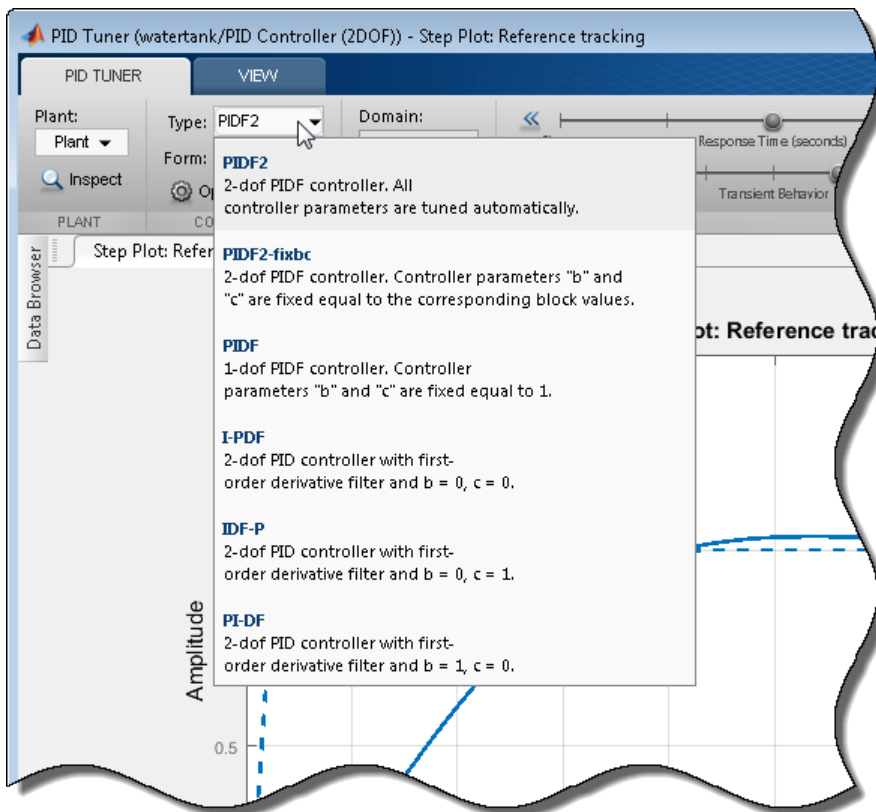 PID Tuner (watertank/PID Controller (2DOF)) - Step Plot: Reference tracking
PID TUNER
VIEW
Plant:
Plant
Inspect
PLANT
Type: PIDF2
Form:
Domain:
Response Time (seconds)
Transient Behavior
Data Browser
Step Plot: Refer
PIDF2
2-dof PIDF controller. All
controller parameters are tuned automatically.
PIDF2-fixbc
2-dof PIDF controller. Controller parameters "b" and
"c" are fixed equal to the corresponding block values.
PIDF
1-dof PIDF controller. Controller
parameters "b" and "c" are fixed equal to 1.
I-PDF
2-dof PID controller with first-
order derivative filter and b = 0, c = 0.
IDF-P
2-dof PID controller with first-
order derivative filter and b = 0, c = 1.
PI-DF
2-dof PID controller with first-
order derivative filter and b = 1, c = 0.
ot: Reference trac
Amplitude
0.5